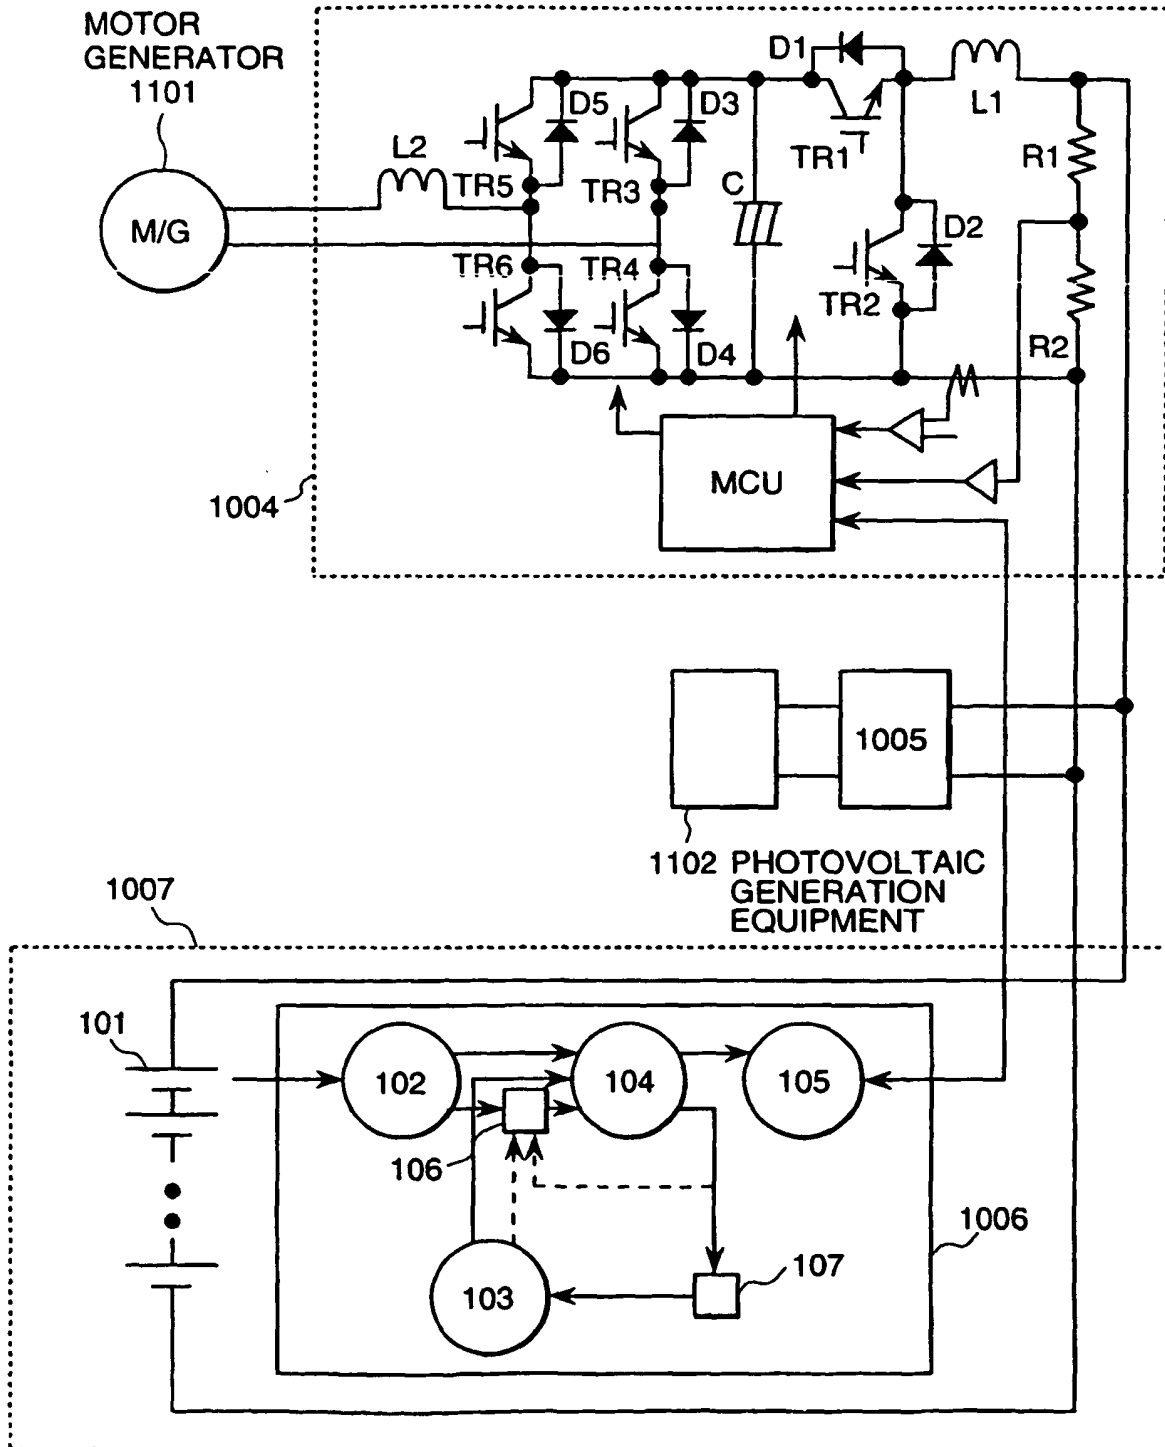 MOTOR
GENERATOR
1101
M/G
L2
D5
TR5
D3
TR3
C
D1
TR1
L1
R1
D2
TR2
R2
TR6
D6
TR4
D4
MCU
1004
1005
1102 PHOTOVOLTAIC
GENERATION
EQUIPMENT
1007
101
102
104
105
106
103
107
1006